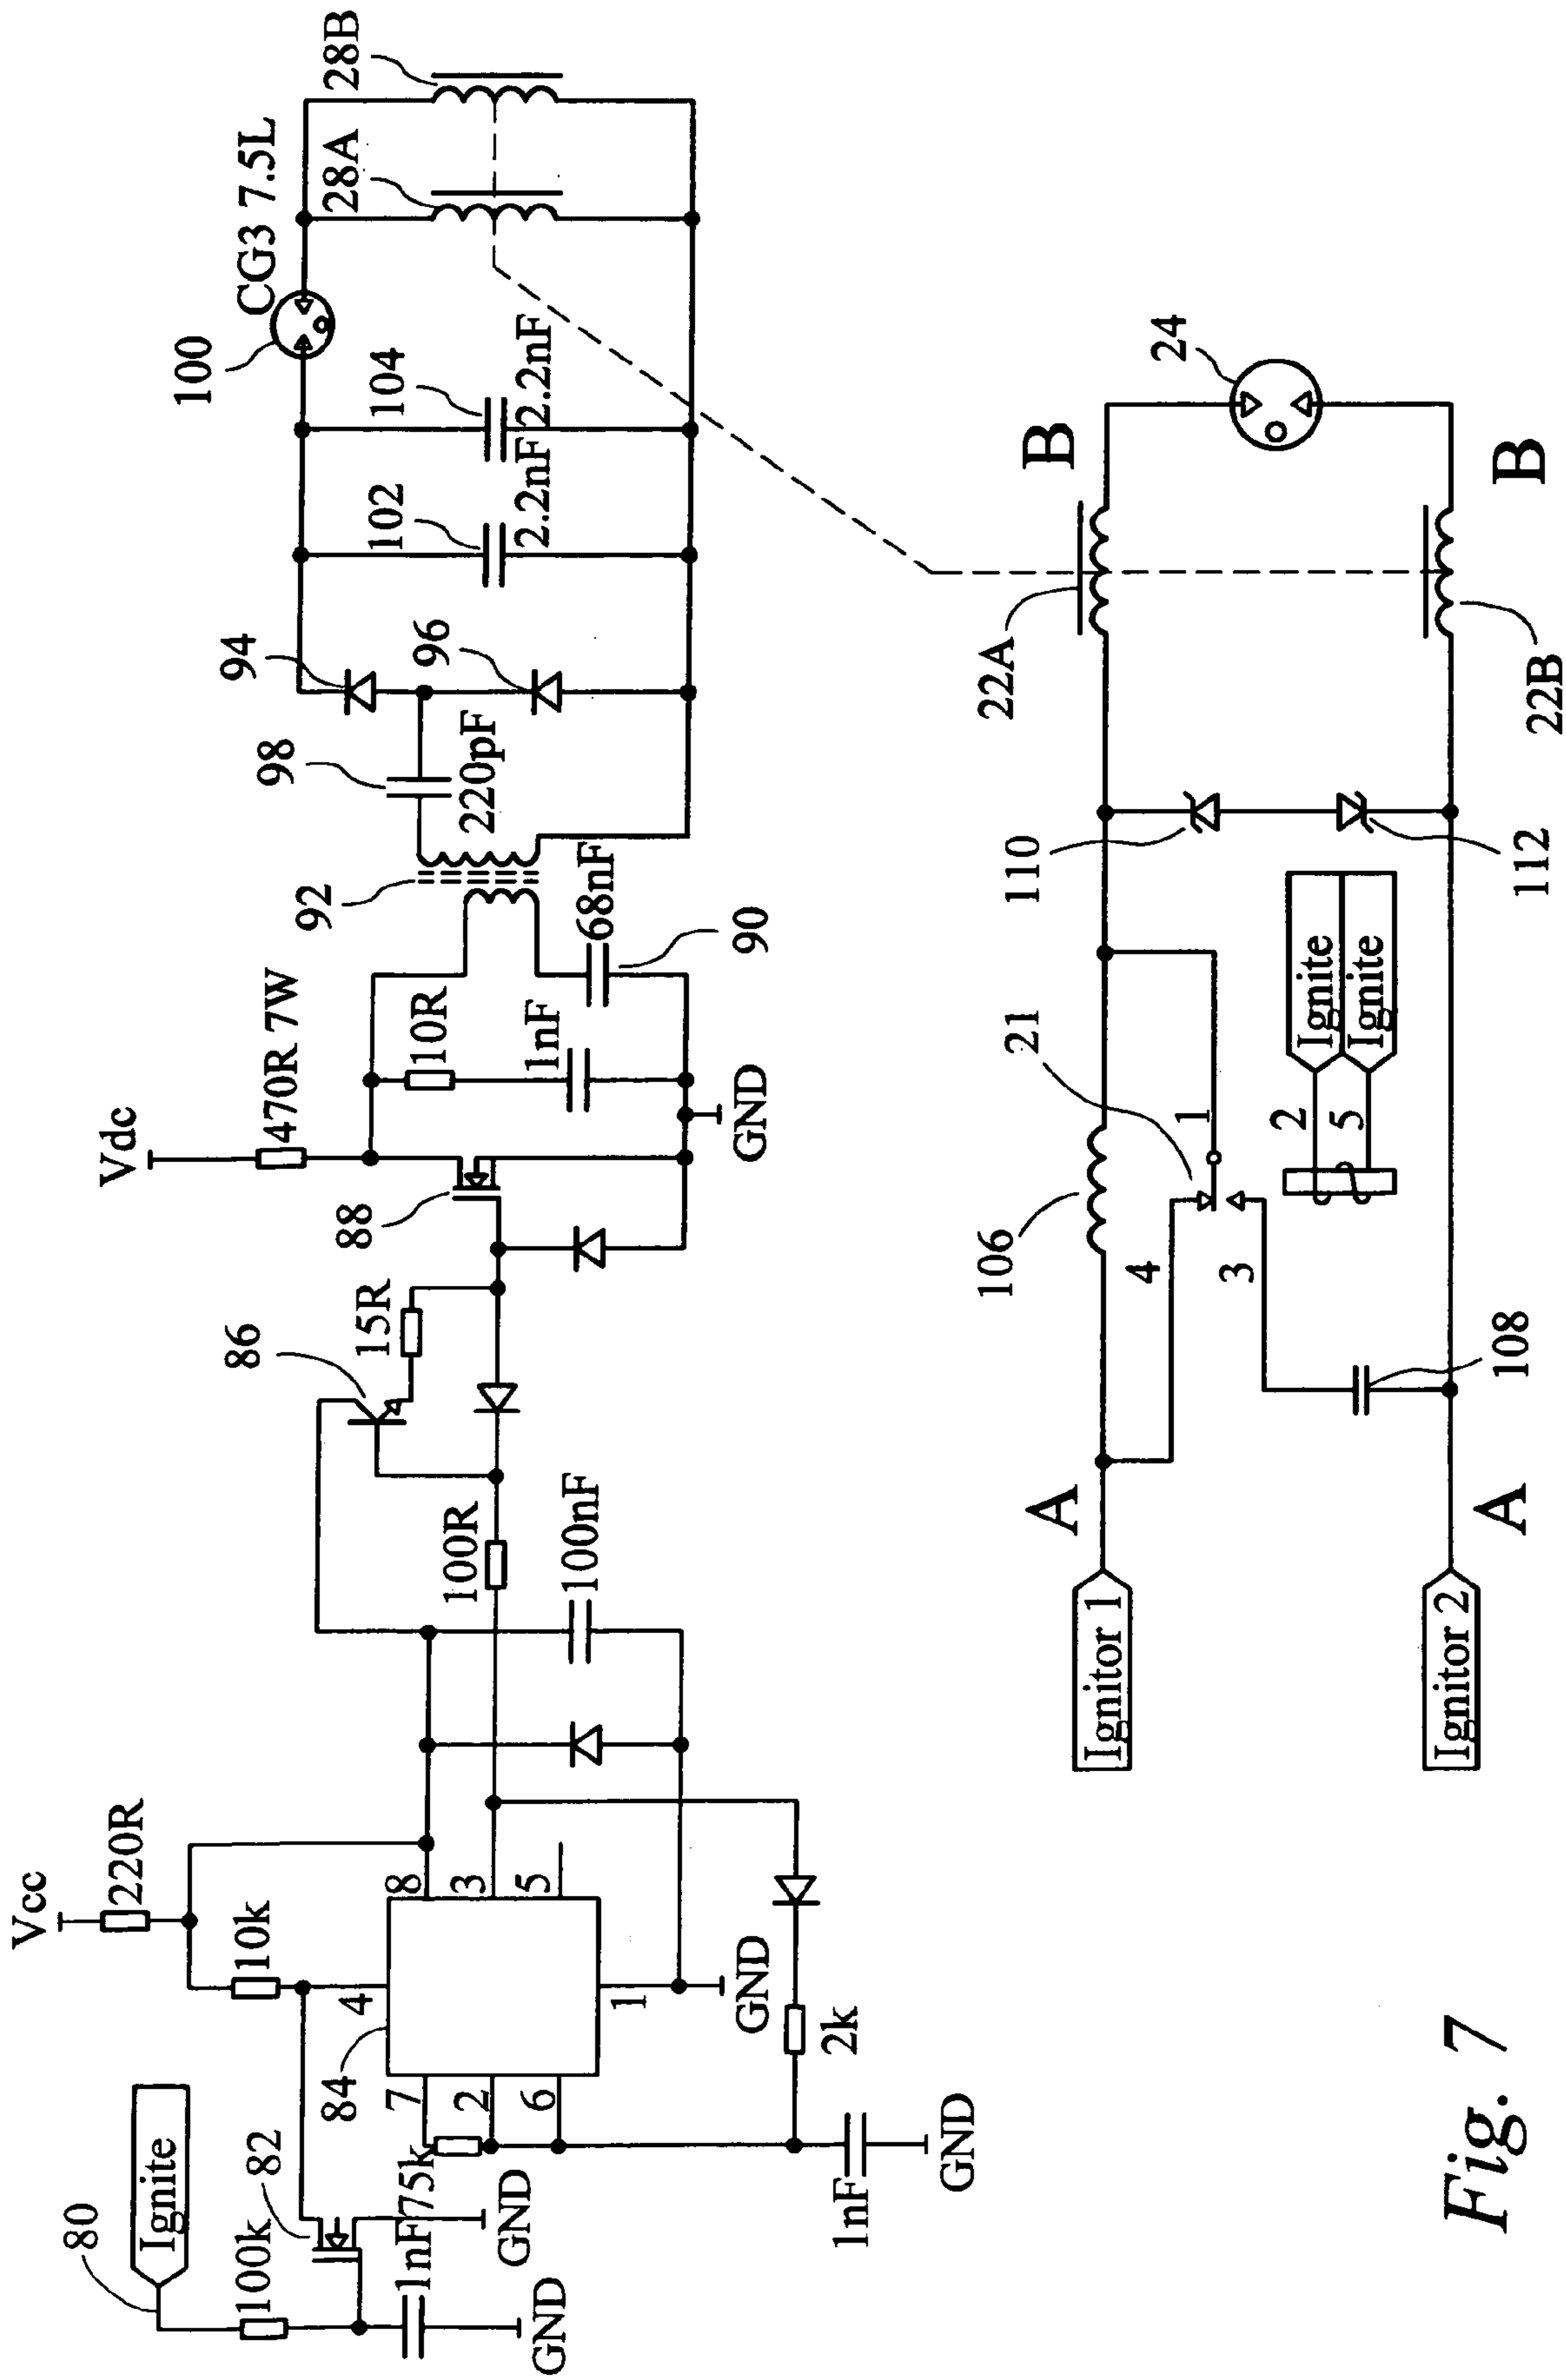 80
Ignite
100k
82
1nF
GND
GND
75k
Vcc
220R
10k
84
4
7
2
6
8
3
5
1
GND
2k
1nF
GND
100nF
100R
86
15R
88
Vdc
470R 7W
10R
1nF
GND
68nF
90
92
98
220pF
94
96
102
2.2nF
104
2.2nF
100
CG3 7.5L
28A
28B
Ignitor 1
A
106
4
21
1
3
2
5
Ignite
Ignite
110
22A
B
24
Ignitor 2
A
108
112
22B
B
Fig. 7